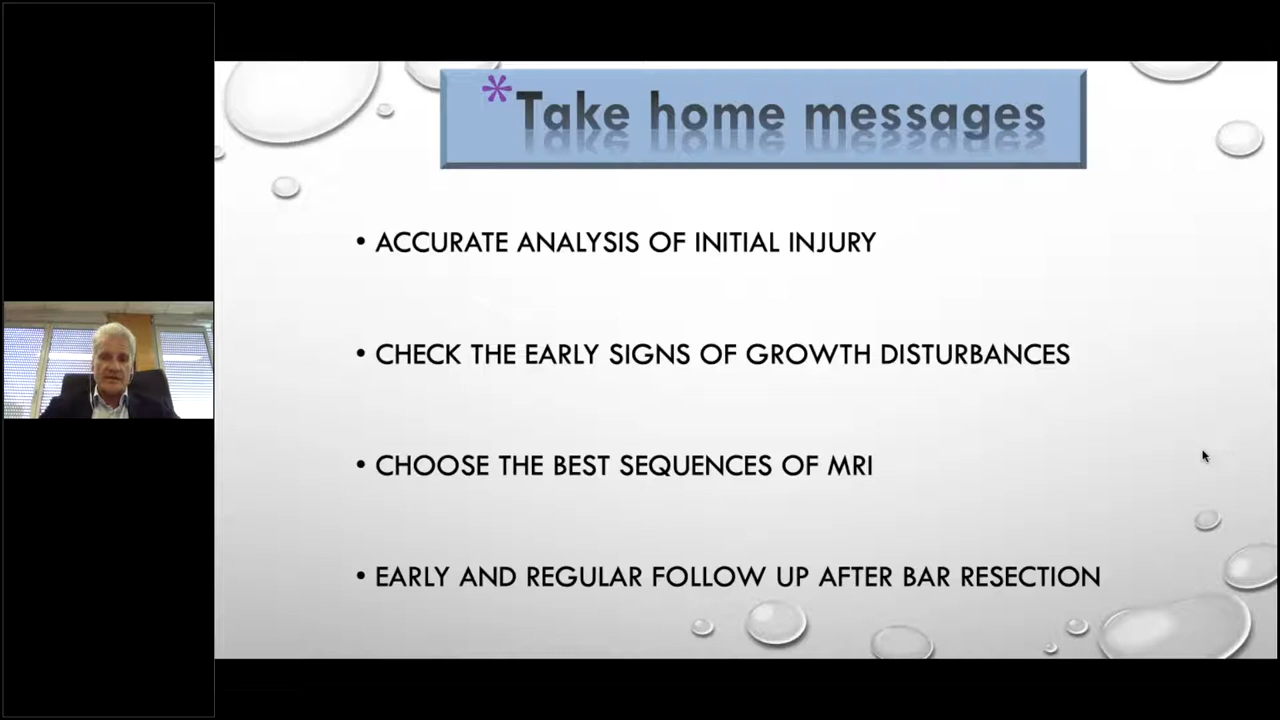 *Take home messages
• ACCURATE ANALYSIS OF INITIAL INJURY
• CHECK THE EARLY SIGNS OF GROWTH DISTURBANCES
• CHOOSE THE BEST SEQUENCES OF MRI
• EARLY AND REGULAR FOLLOW UP AFTER BAR RESECTION